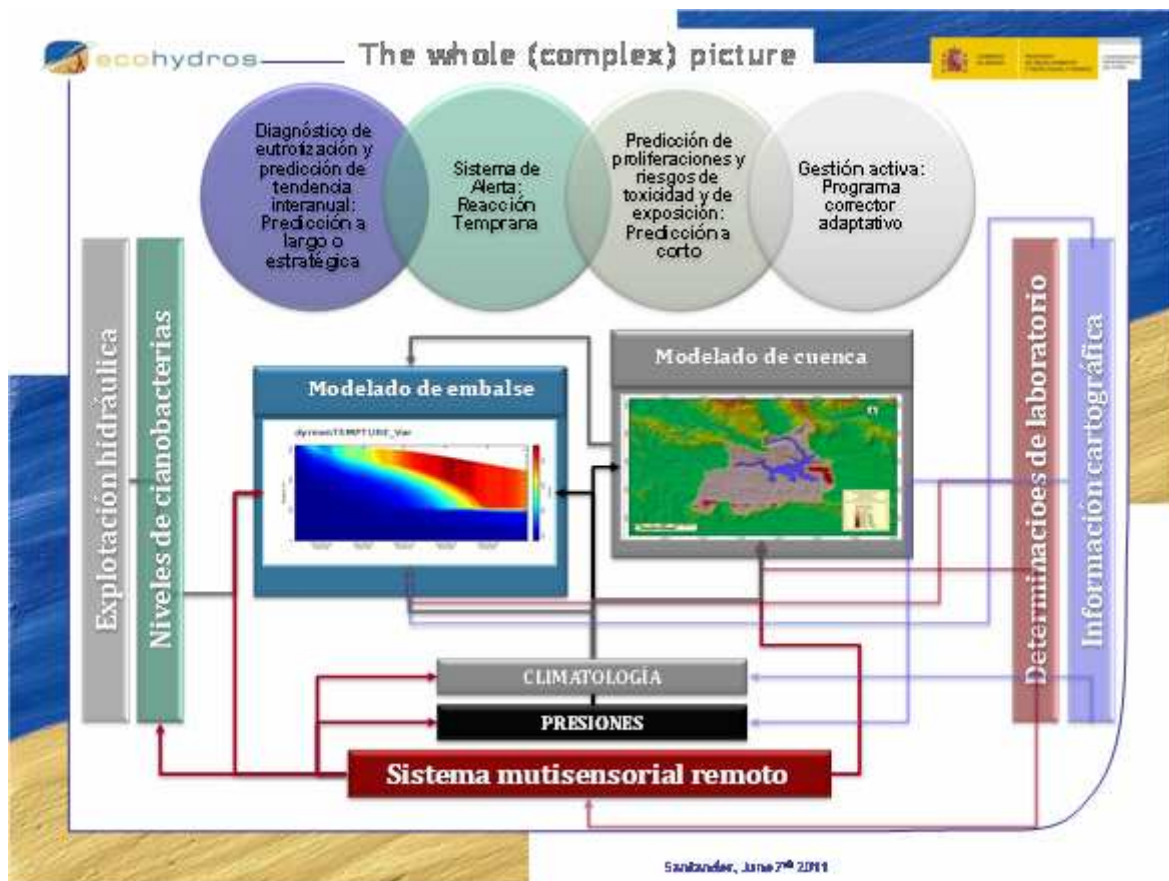 ecohydros
The whole (complex) picture
Diagnóstico de
eutrofización y
predicción de
tendencia
interanual:
Predicción a
largo o
estratégica
Sistema de
Alerta:
Reacción
Temprana
Predicción de
proliferaciones y
riesgos de
toxicidad y de
exposición:
Predicción a
corto
Gestión activa:
Programa
corrector
adaptativo
Explotación hidráulica
Niveles de cianobacterias
Modelado de embalse
Modelado de cuenca
Determinacioes de laboratorio
Información cartográfica
CLIMATOLOGÍA
PRESIONES
Sistema mutisensorial remoto
Santander, June 7nd 2011